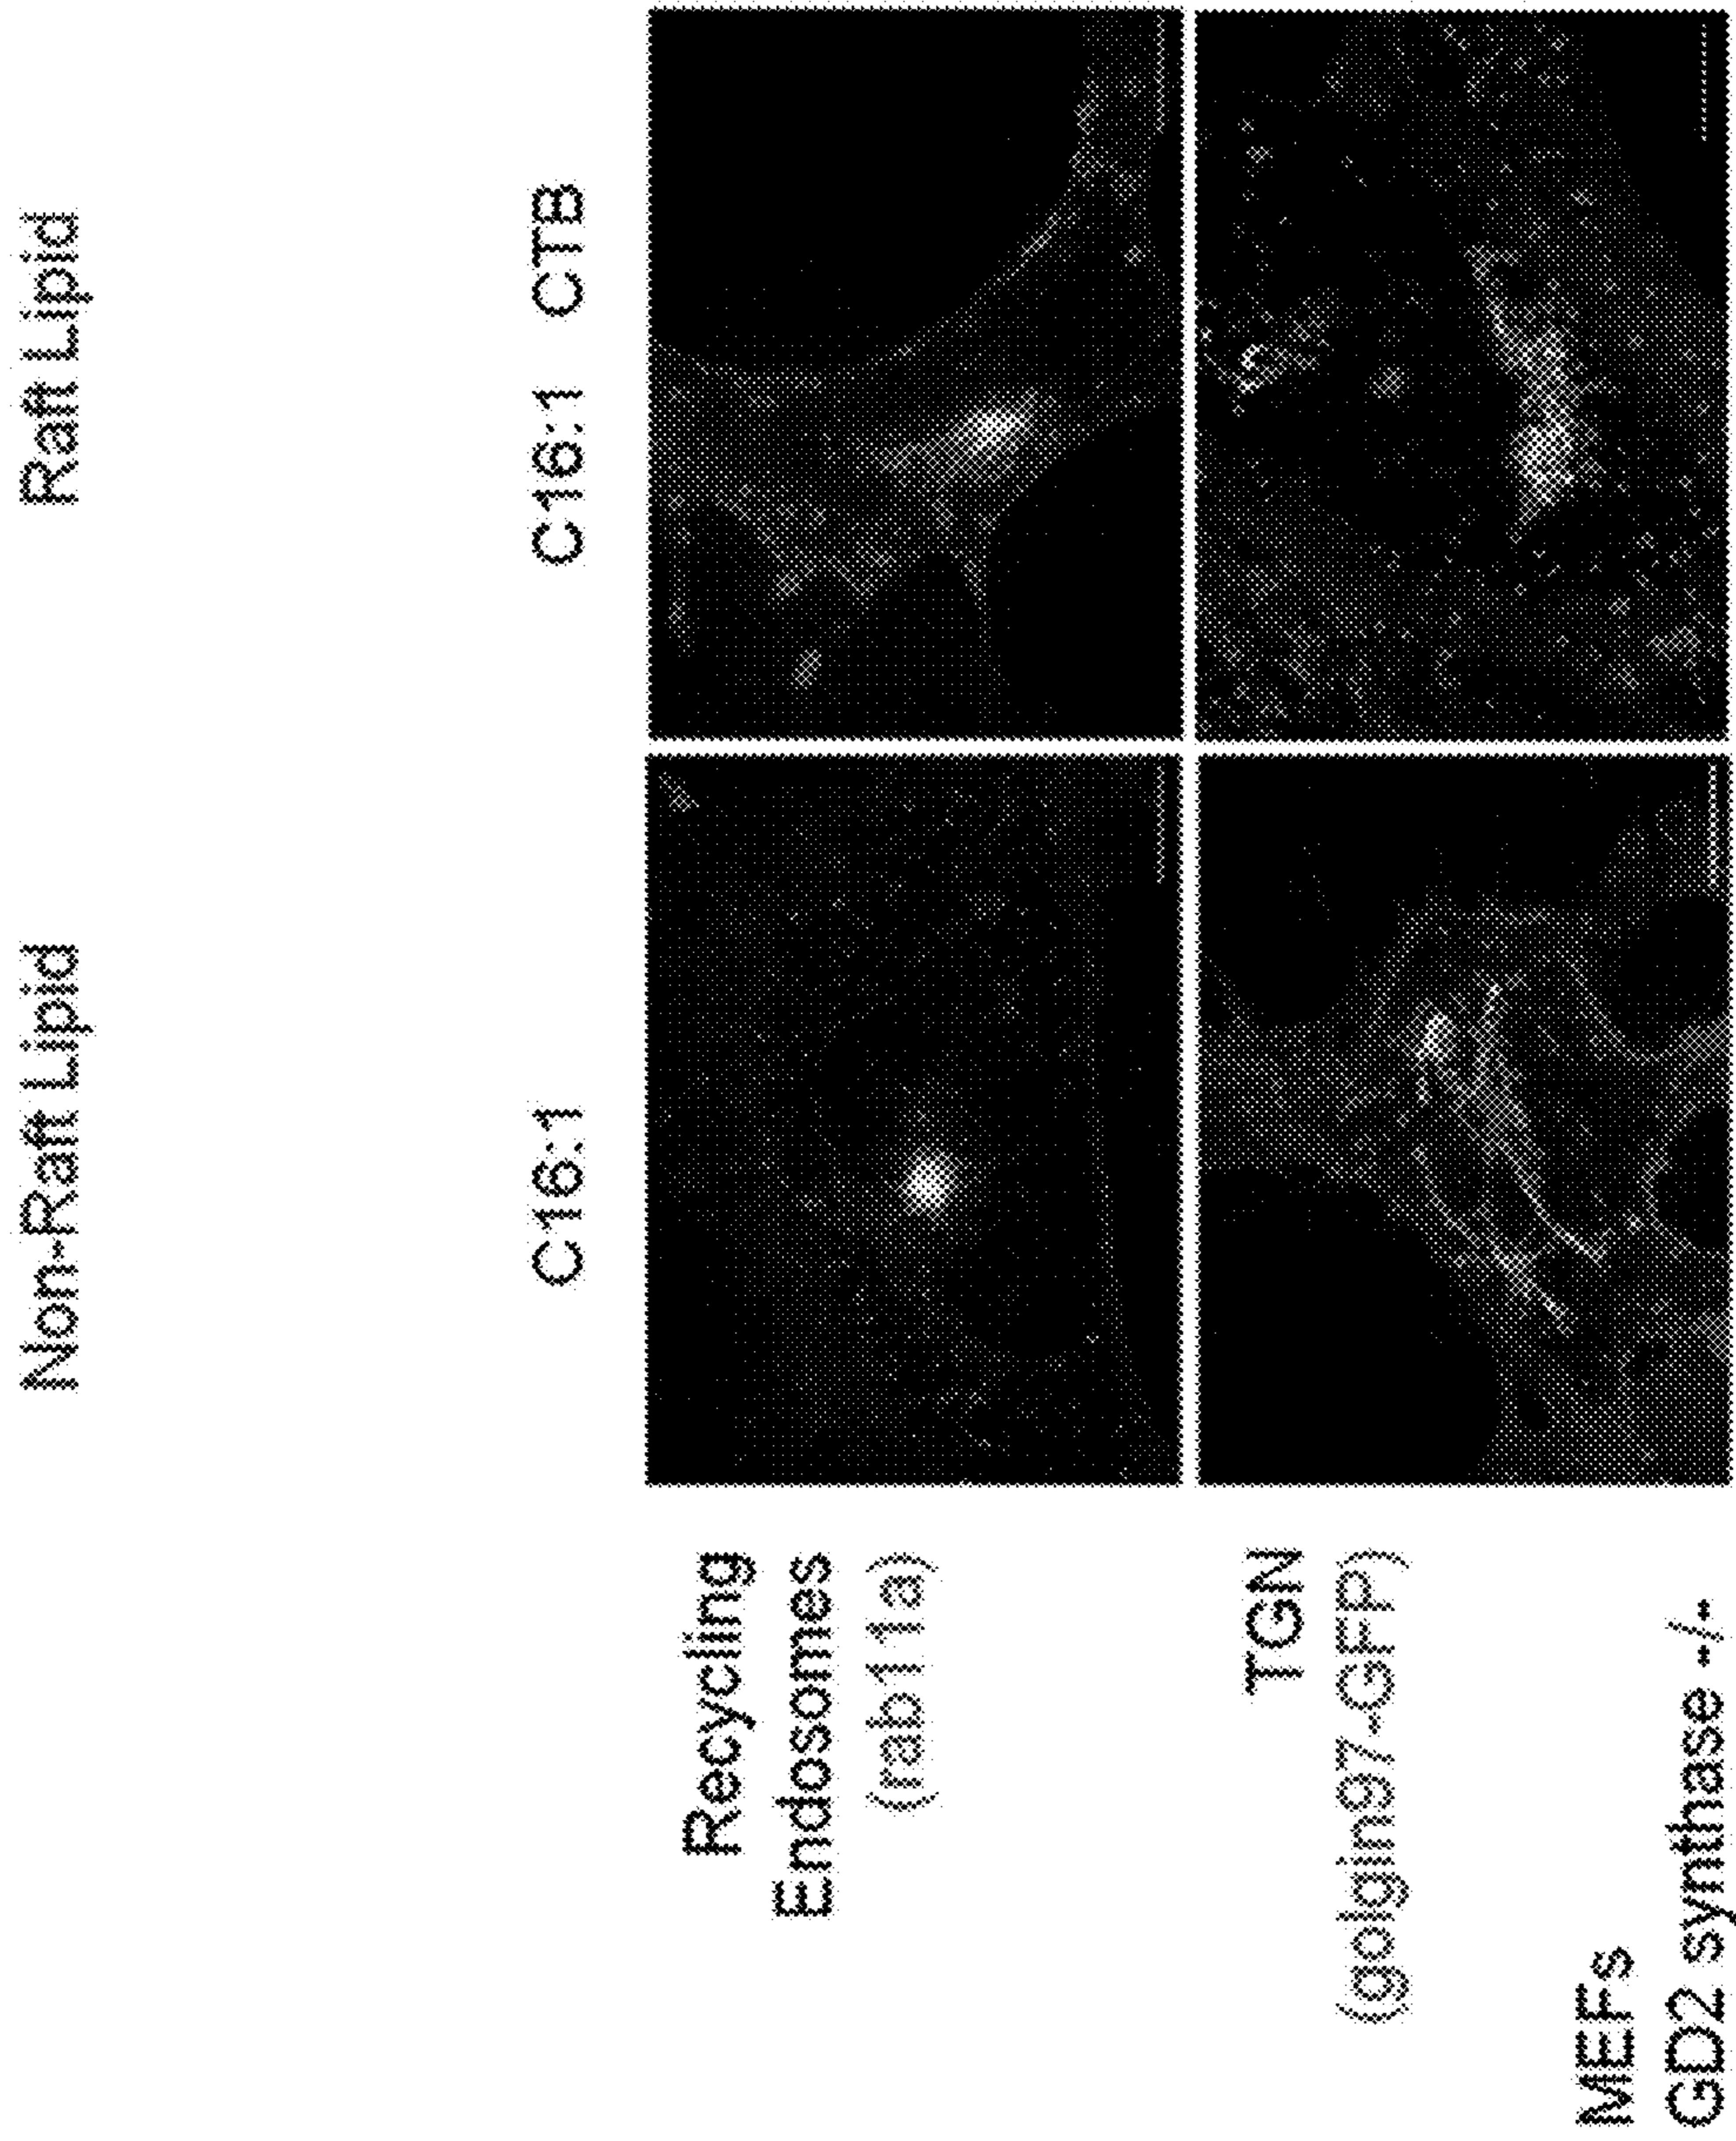 Non-Raft Lipid
Raft Lipid
C16:1
C16:1 CTB
Recycling
Endosomes
(rab11a)
TGN
(golgin97-GFP)
MEFs
GD2 synthase -/-